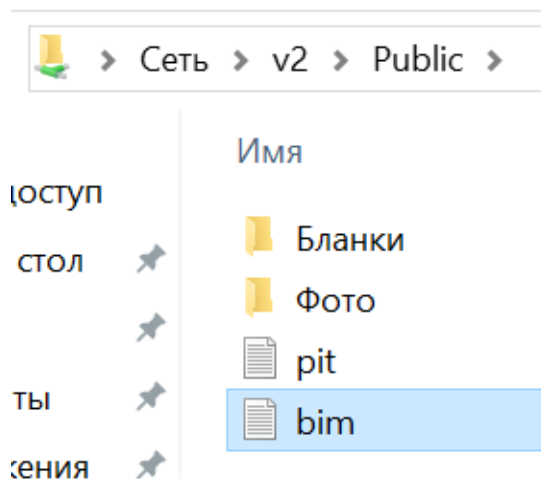 Сеть > v2 > Public >
Имя
доступ
Бланки
стол
Фото
pit
ты
bim
жения